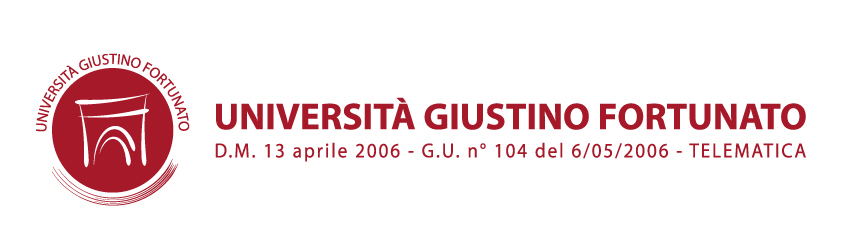 UNIVERSITÀ GIUSTINO FORTUNATO
UNIVERSITÀ GIUSTINO FORTUNATO
D.M. 13 aprile 2006 - G.U. n° 104 del 6/05/2006 - TELEMATICA